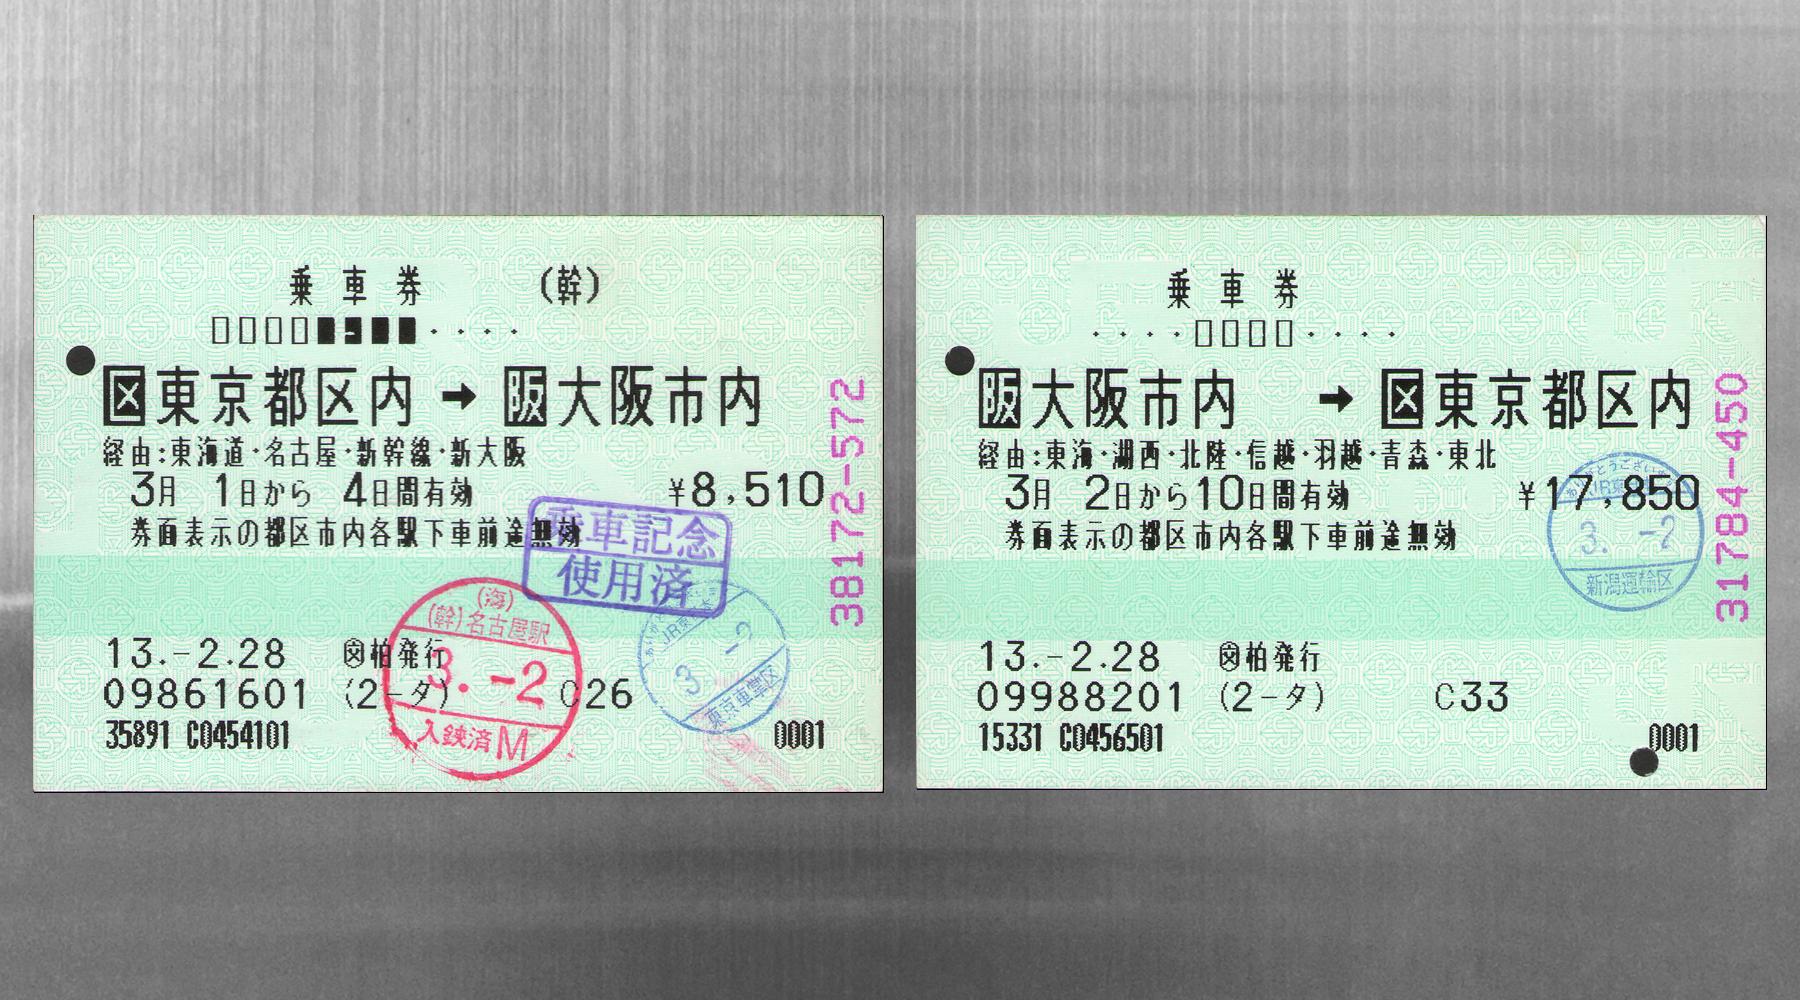 乗車券 (幹)
区東京都区内 → 阪大阪市内
経由:東海道・名古屋・新幹線・新大阪
3月 1日から 4日間有効 ¥8,510
券面表示の都区市内各駅下車前途無効
38172-572
乗車記念
使用済
(海)
(幹)名古屋駅
3.-2
入鋏済M
3.-2
東京車掌区
13.-2.28 柏発行
09861601 (2-タ) C26
35891 C0454101 0001
乗車券
阪大阪市内 → 区東京都区内
経由:東海・湖西・北陸・信越・羽越・青森・東北
3月 2日から10日間有効 ¥17,850
券面表示の都区市内各駅下車前途無効
31784-450
3.-2
新潟運輸区
13.-2.28 柏発行
09988201 (2-タ) C33
15331 C0456501 0001